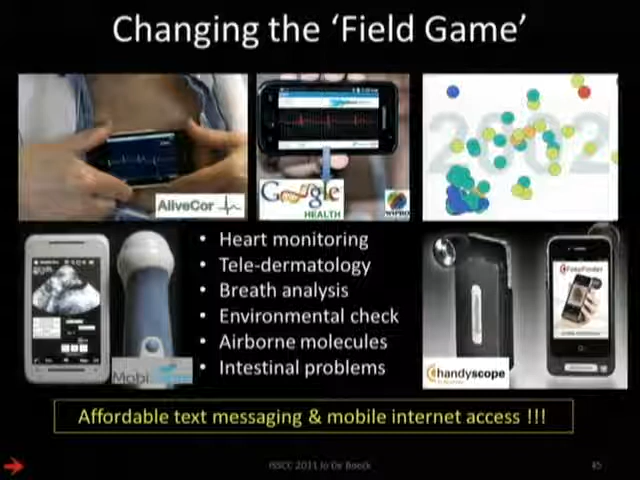 Changing the ‘Field Game’
AliveCor
Google
HEALTH
WIPRO
2002
• Heart monitoring
• Tele-dermatology
• Breath analysis
• Environmental check
• Airborne molecules
• Intestinal problems
FotoFinder
handyscope
Affordable text messaging & mobile internet access !!!
ISSCC 2011 Jo De Boeck
45